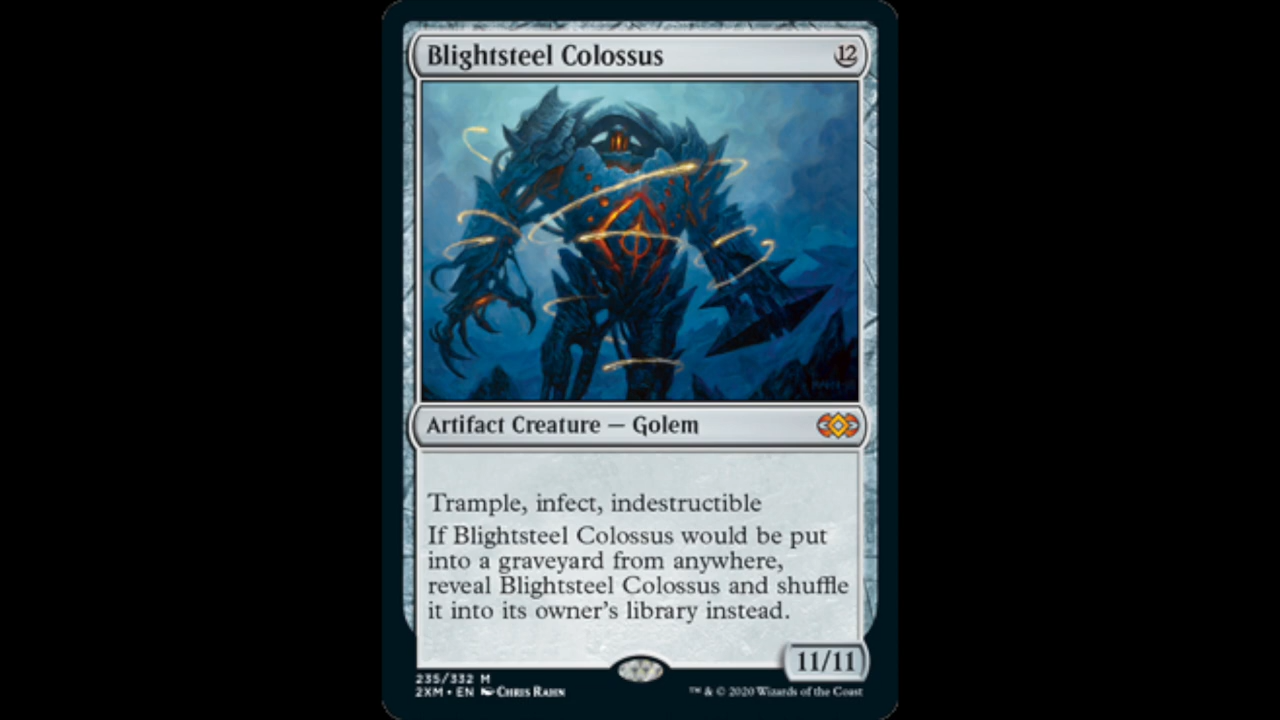 Blightsteel Colossus 12
Artifact Creature — Golem
Trample, infect, indestructible
If Blightsteel Colossus would be put
into a graveyard from anywhere,
reveal Blightsteel Colossus and shuffle
it into its owner's library instead.
11/11
235/332 M
2XM • EN Chris Rahn
™ & © 2020 Wizards of the Coast